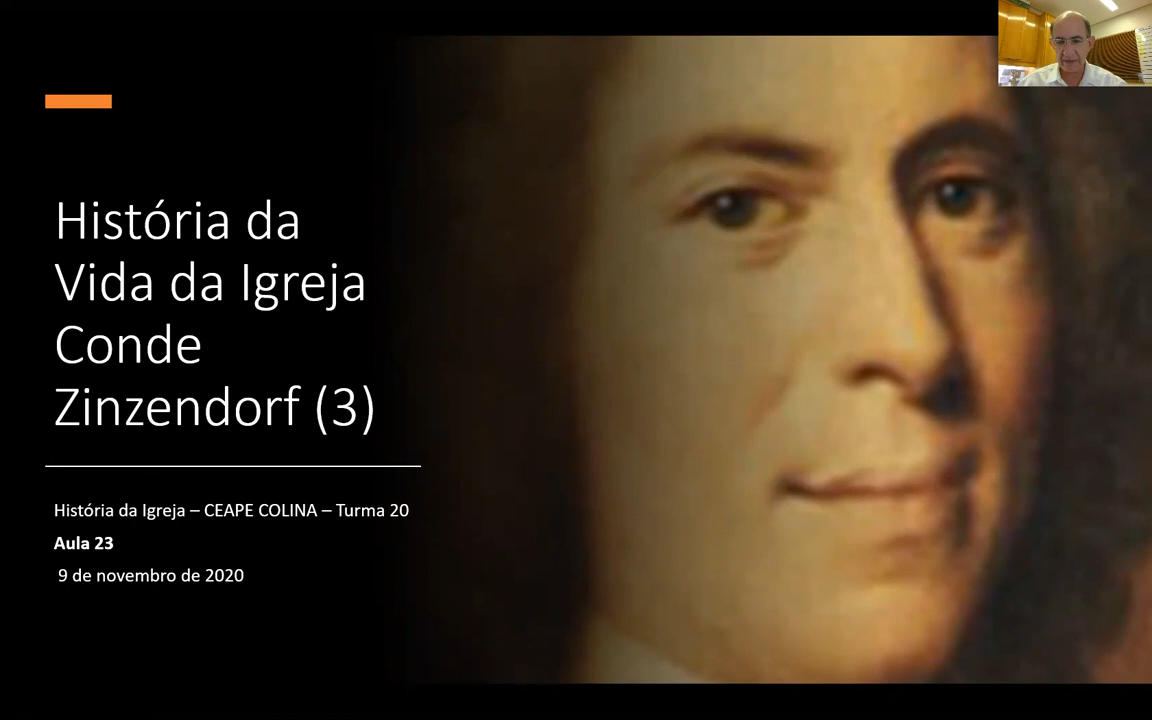 História da
Vida da Igreja
Conde
Zinzendorf (3)
História da Igreja – CEAPE COLINA – Turma 20
Aula 23
9 de novembro de 2020